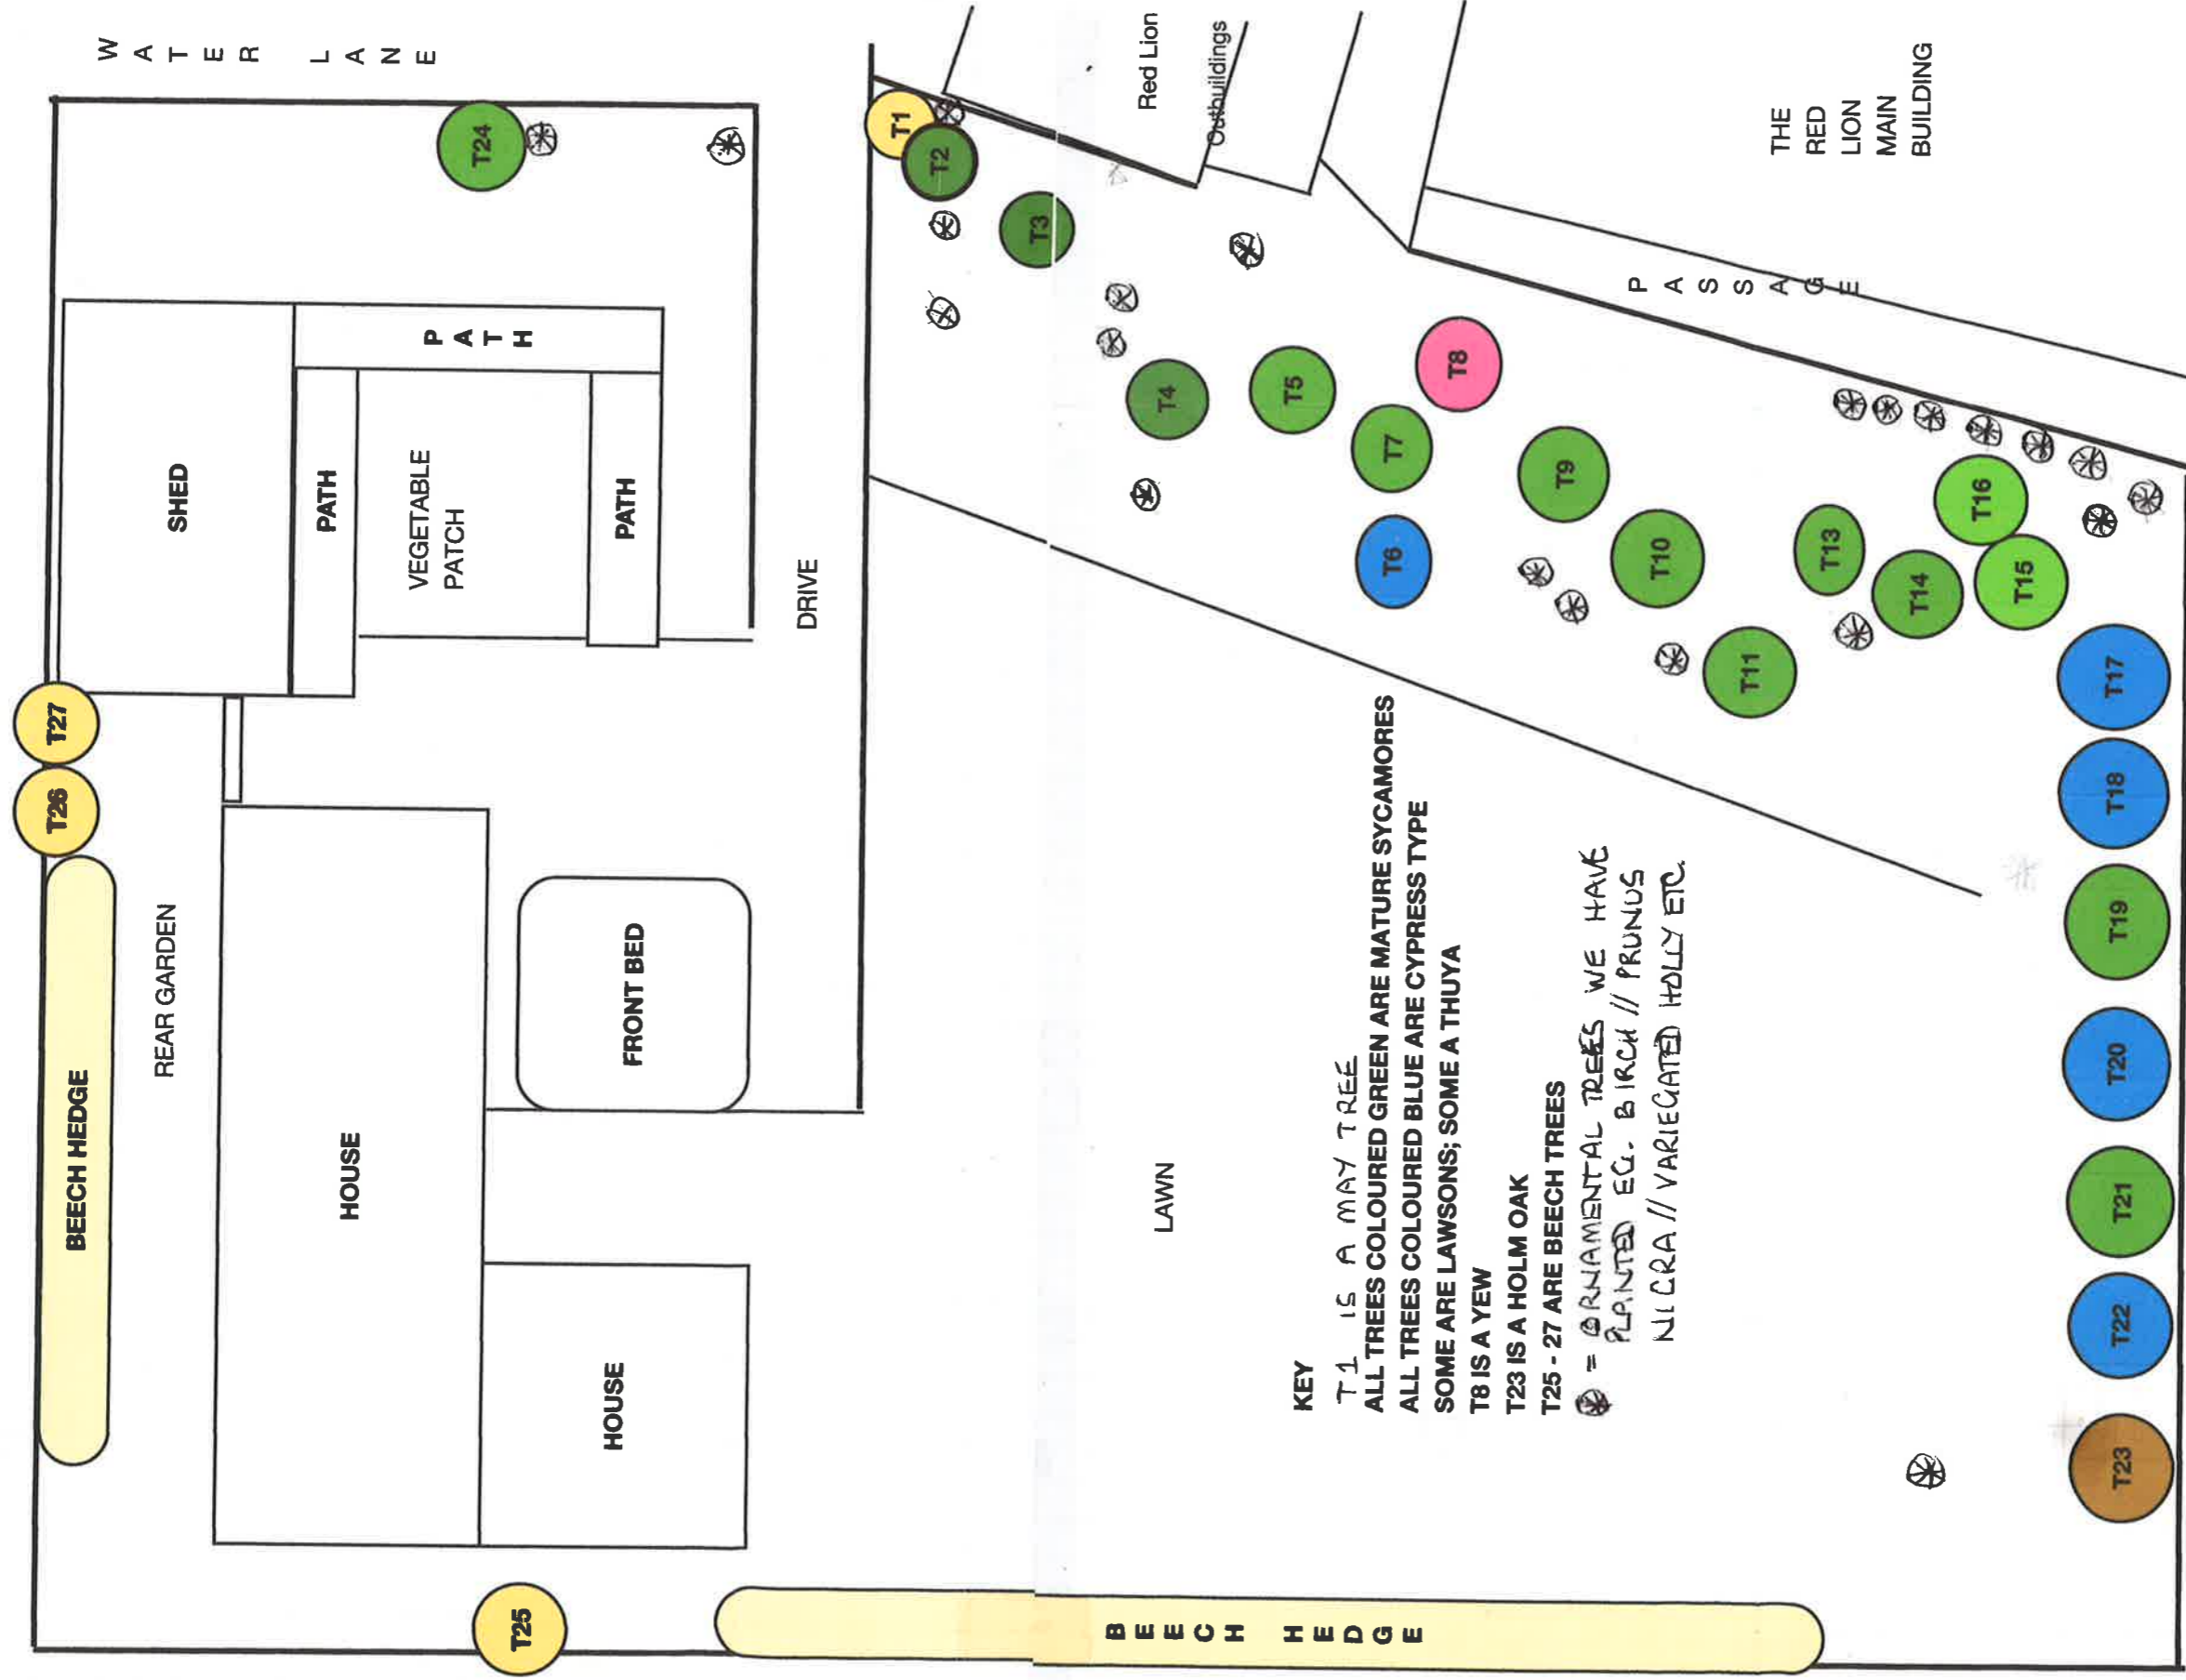 WATER LANE
T27
T26
BEECH HEDGE
REAR GARDEN
SHED
PATH
PATH
VEGETABLE
PATCH
PATH
T24
HOUSE
HOUSE
FRONT BED
T25
DRIVE
T1
T2
T3
T4
T5
T6
T7
T8
T9
T10
T11
T13
T14
T15
T16
T17
T18
T19
T20
T21
T22
T23
Red Lion
Outbuildings
PASSAGE
THE
RED
LION
MAIN
BUILDING
LAWN
BEECH HEDGE
KEY
T1 IS A MAY TREE
ALL TREES COLOURED GREEN ARE MATURE SYCAMORES
ALL TREES COLOURED BLUE ARE CYPRESS TYPE
SOME ARE LAWSONS; SOME A THUYA
T8 IS A YEW
T23 IS A HOLM OAK
T25 - 27 ARE BEECH TREES
= ORNAMENTAL TREES WE HAVE
PLANTED EG. BIRCH // PRUNUS
NIGRA // VARIEGATED HOLLY ETC.